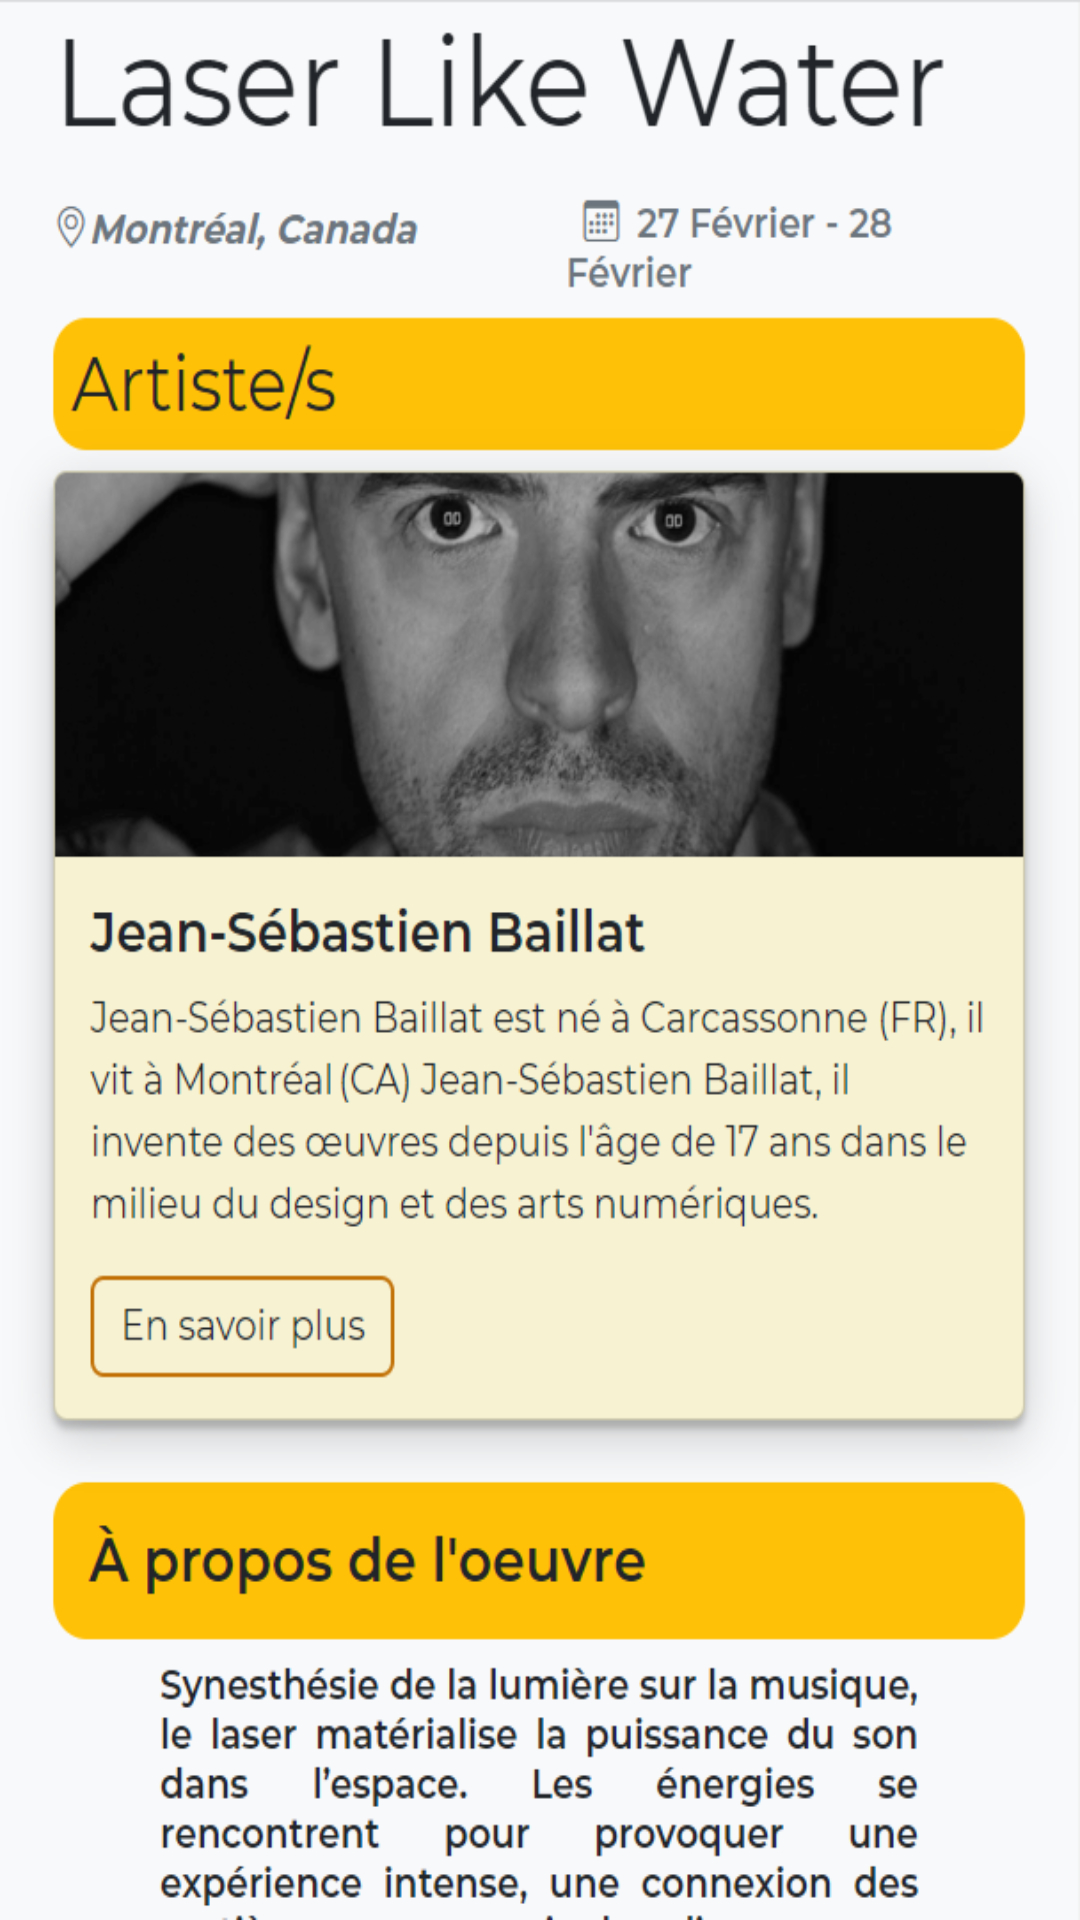 Laser Like Water
Montréal, Canada
27 Février - 28
Février
Artiste/s
Jean-Sébastien Baillat
Jean-Sébastien Baillat est né à Carcassonne (FR), il
vit à Montréal (CA) Jean-Sébastien Baillat, il
invente des œuvres depuis l'âge de 17 ans dans le
milieu du design et des arts numériques.
En savoir plus
À propos de l'oeuvre
Synesthésie de la lumière sur la musique,
le laser matérialise la puissance du son
dans l’espace. Les énergies se
rencontrent pour provoquer une
expérience intense, une connexion des